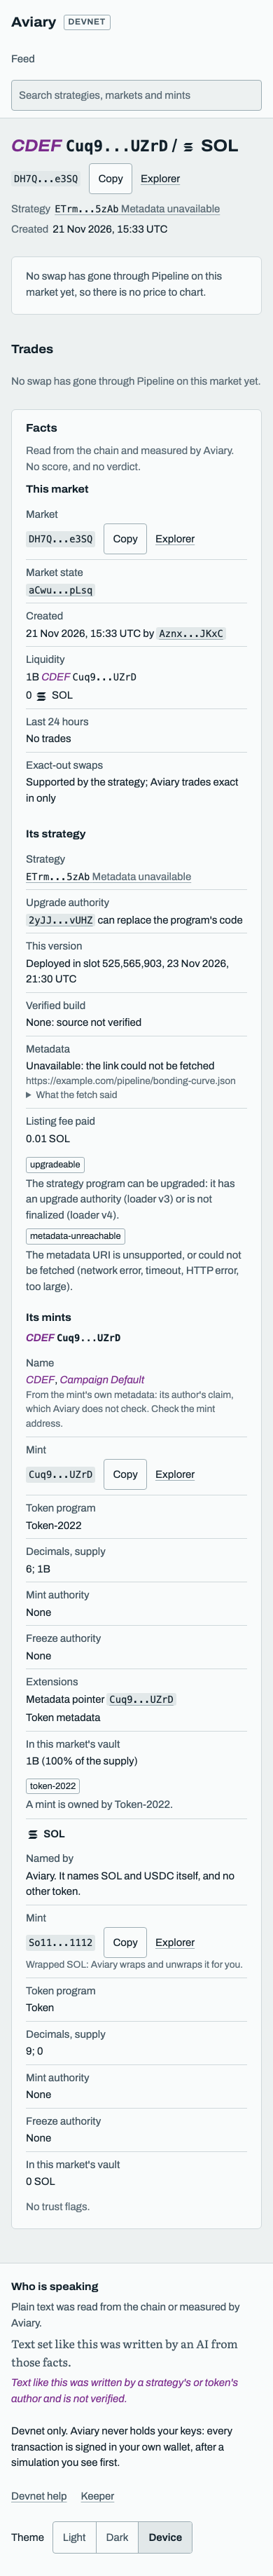 Aviary DEVNET
Feed
Search strategies, markets and mints
CDEF Cuq9...UZrD / SOL
DH7Q...e3SQ Copy Explorer
Strategy ETrm...5zAb Metadata unavailable
Created 21 Nov 2026, 15:33 UTC
No swap has gone through Pipeline on this
market yet, so there is no price to chart.
Trades
No swap has gone through Pipeline on this market yet.
Facts
Read from the chain and measured by Aviary.
No score, and no verdict.
This market
Market
DH7Q...e3SQ Copy Explorer
Market state
aCwu...pLsq
Created
21 Nov 2026, 15:33 UTC by Aznx...JKxC
Liquidity
1B CDEF Cuq9...UZrD
0 SOL
Last 24 hours
No trades
Exact-out swaps
Supported by the strategy; Aviary trades exact
in only
Its strategy
Strategy
ETrm...5zAb Metadata unavailable
Upgrade authority
2yJJ...vUHZ can replace the program's code
This version
Deployed in slot 525,565,903, 23 Nov 2026,
21:30 UTC
Verified build
None: source not verified
Metadata
Unavailable: the link could not be fetched
https://example.com/pipeline/bonding-curve.json
What the fetch said
Listing fee paid
0.01 SOL
upgradeable
The strategy program can be upgraded: it has
an upgrade authority (loader v3) or is not
finalized (loader v4).
metadata-unreachable
The metadata URI is unsupported, or could not
be fetched (network error, timeout, HTTP error,
too large).
Its mints
CDEF Cuq9...UZrD
Name
CDEF, Campaign Default
From the mint's own metadata: its author's claim,
which Aviary does not check. Check the mint
address.
Mint
Cuq9...UZrD Copy Explorer
Token program
Token-2022
Decimals, supply
6; 1B
Mint authority
None
Freeze authority
None
Extensions
Metadata pointer Cuq9...UZrD
Token metadata
In this market's vault
1B (100% of the supply)
token-2022
A mint is owned by Token-2022.
SOL
Named by
Aviary. It names SOL and USDC itself, and no
other token.
Mint
So11...1112 Copy Explorer
Wrapped SOL: Aviary wraps and unwraps it for you.
Token program
Token
Decimals, supply
9; 0
Mint authority
None
Freeze authority
None
In this market's vault
0 SOL
No trust flags.
Who is speaking
Plain text was read from the chain or measured by
Aviary.
Text set like this was written by an AI from
those facts.
Text like this was written by a strategy's or token's
author and is not verified.
Devnet only. Aviary never holds your keys: every
transaction is signed in your own wallet, after a
simulation you see first.
Devnet help Keeper
Theme Light Dark Device